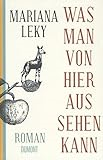 MARIANA
LEKY
WAS
MAN
VON
HIER
AUS
SEHEN
KANN
ROMAN
DUMONT